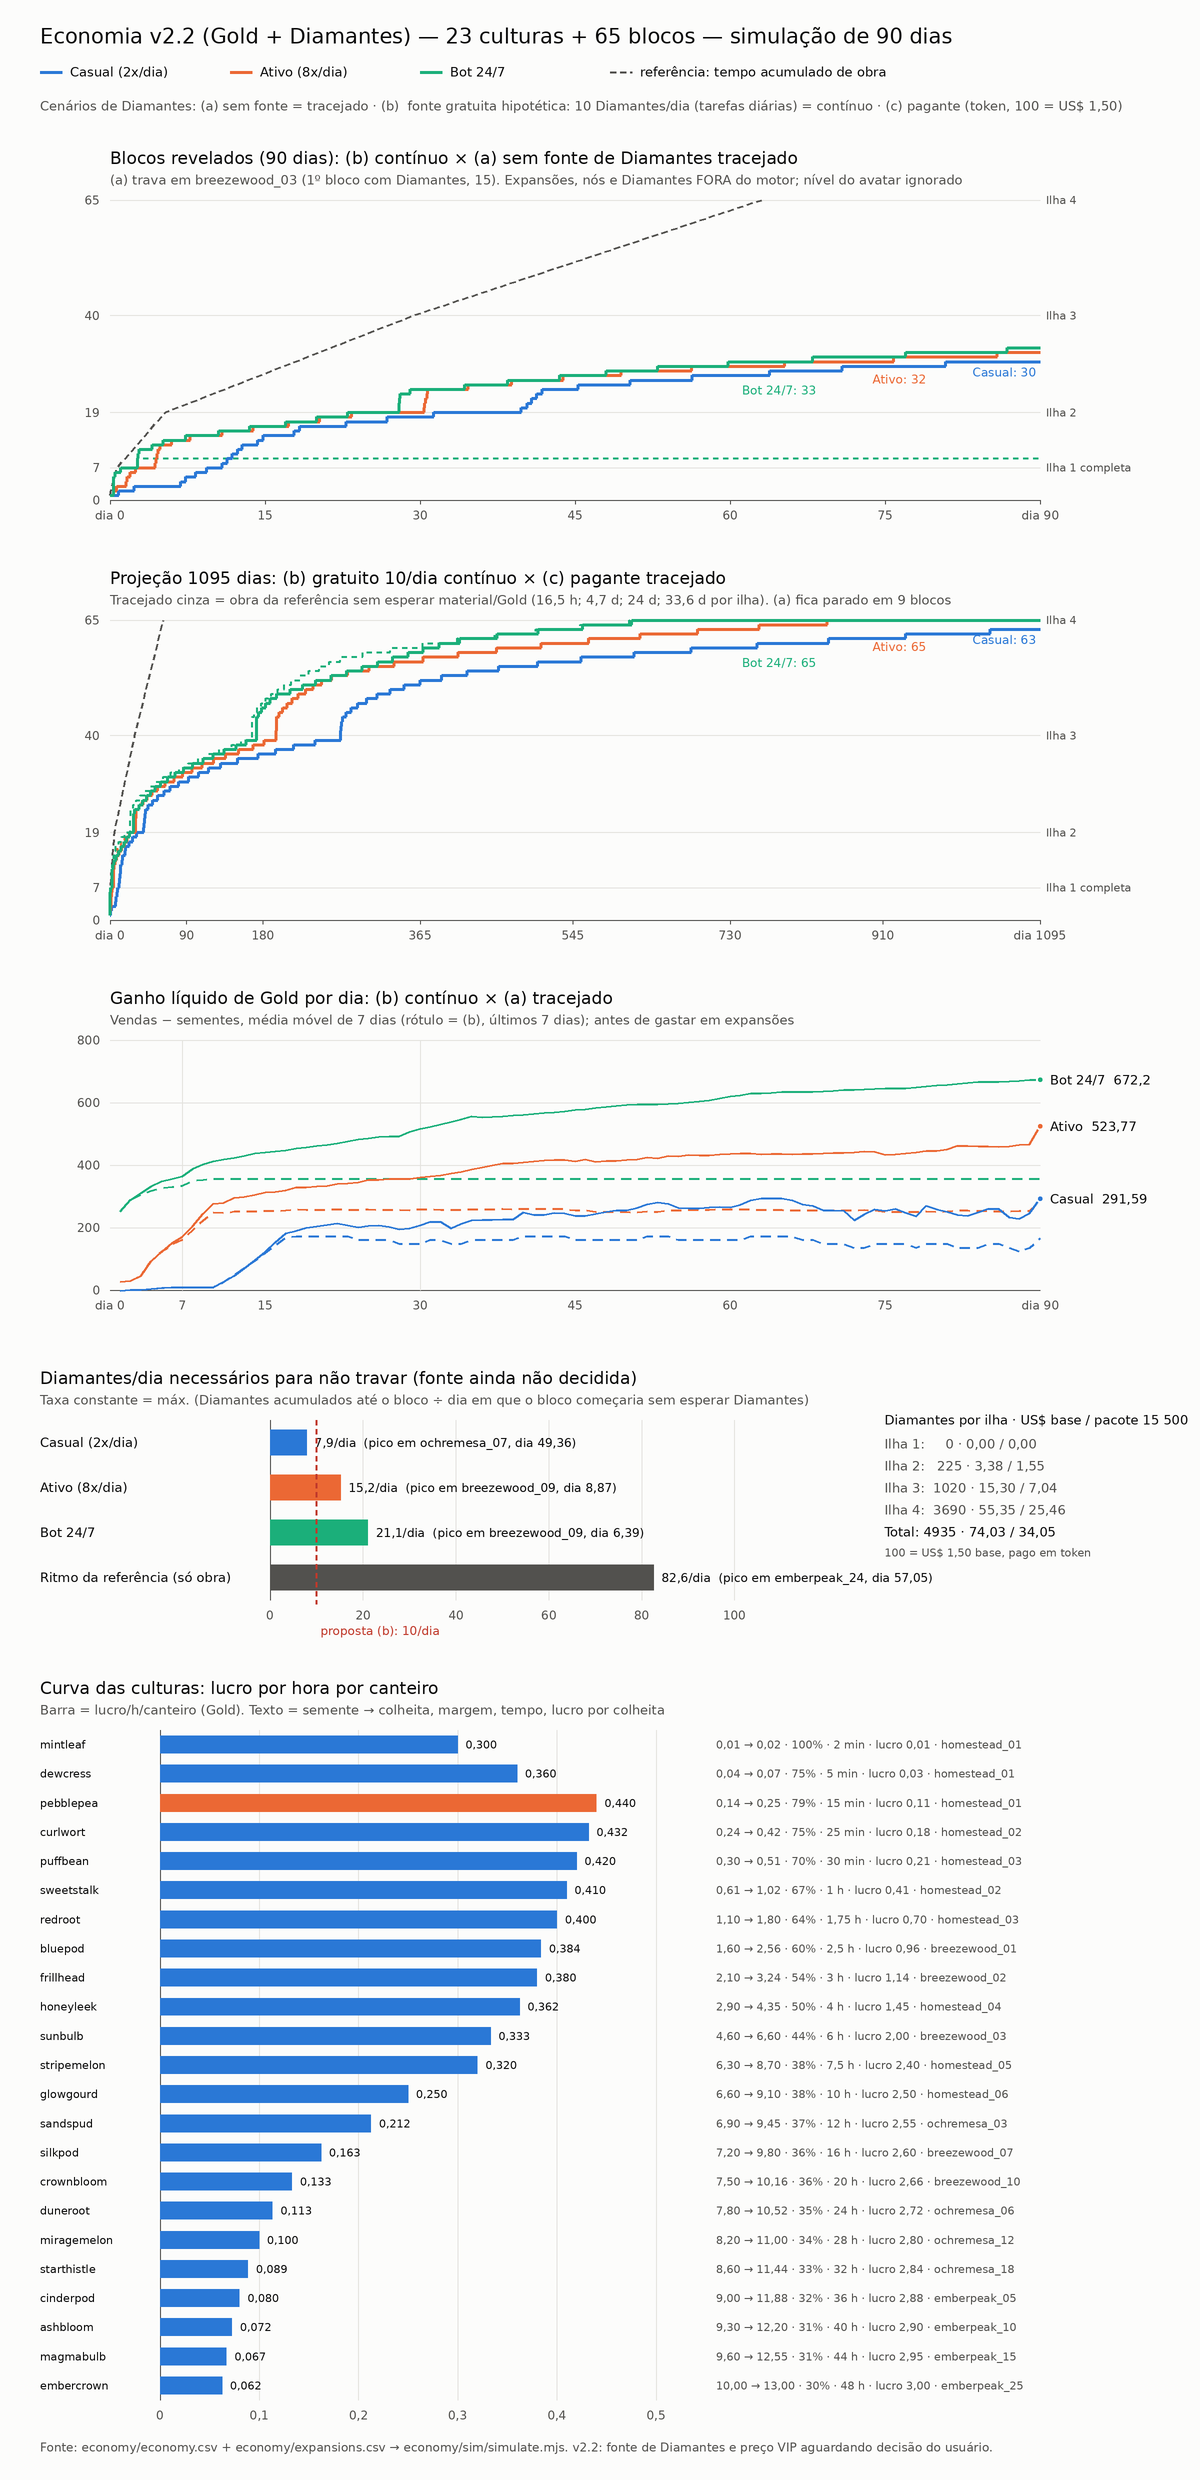 Economia v2.2 (Gold + Diamantes) — 23 culturas + 65 blocos — simulação de 90 dias
Casual (2x/dia) Ativo (8x/dia) Bot 24/7 referência: tempo acumulado de obra
Cenários de Diamantes: (a) sem fonte = tracejado · (b) fonte gratuita hipotética: 10 Diamantes/dia (tarefas diárias) = contínuo · (c) pagante (token, 100 = US$ 1,50)
Blocos revelados (90 dias): (b) contínuo × (a) sem fonte de Diamantes tracejado
(a) trava em breezewood_03 (1º bloco com Diamantes, 15). Expansões, nós e Diamantes FORA do motor; nível do avatar ignorado
65 Ilha 4
40 Ilha 3
Casual: 30
Ativo: 32
Bot 24/7: 33
19 Ilha 2
7 Ilha 1 completa
0
dia 0 15 30 45 60 75 dia 90
Projeção 1095 dias: (b) gratuito 10/dia contínuo × (c) pagante tracejado
Tracejado cinza = obra da referência sem esperar material/Gold (16,5 h; 4,7 d; 24 d; 33,6 d por ilha). (a) fica parado em 9 blocos
65 Ilha 4
Casual: 63
Ativo: 65
Bot 24/7: 65
40 Ilha 3
19 Ilha 2
7 Ilha 1 completa
0
dia 0 90 180 365 545 730 910 dia 1095
Ganho líquido de Gold por dia: (b) contínuo × (a) tracejado
Vendas − sementes, média móvel de 7 dias (rótulo = (b), últimos 7 dias); antes de gastar em expansões
800
Bot 24/7 672,2
600
Ativo 523,77
400
Casual 291,59
200
0
dia 0 7 15 30 45 60 75 dia 90
Diamantes/dia necessários para não travar (fonte ainda não decidida)
Taxa constante = máx. (Diamantes acumulados até o bloco ÷ dia em que o bloco começaria sem esperar Diamantes)
Casual (2x/dia) 7,9/dia (pico em ochremesa_07, dia 49,36)
Ativo (8x/dia) 15,2/dia (pico em breezewood_09, dia 8,87)
Bot 24/7 21,1/dia (pico em breezewood_09, dia 6,39)
Ritmo da referência (só obra) 82,6/dia (pico em emberpeak_24, dia 57,05)
0 20 40 60 80 100
proposta (b): 10/dia
Diamantes por ilha · US$ base / pacote 15 500
Ilha 1: 0 · 0,00 / 0,00
Ilha 2: 225 · 3,38 / 1,55
Ilha 3: 1020 · 15,30 / 7,04
Ilha 4: 3690 · 55,35 / 25,46
Total: 4935 · 74,03 / 34,05
100 = US$ 1,50 base, pago em token
Curva das culturas: lucro por hora por canteiro
Barra = lucro/h/canteiro (Gold). Texto = semente → colheita, margem, tempo, lucro por colheita
mintleaf 0,300 0,01 → 0,02 · 100% · 2 min · lucro 0,01 · homestead_01
dewcress 0,360 0,04 → 0,07 · 75% · 5 min · lucro 0,03 · homestead_01
pebblepea 0,440 0,14 → 0,25 · 79% · 15 min · lucro 0,11 · homestead_01
curlwort 0,432 0,24 → 0,42 · 75% · 25 min · lucro 0,18 · homestead_02
puffbean 0,420 0,30 → 0,51 · 70% · 30 min · lucro 0,21 · homestead_03
sweetstalk 0,410 0,61 → 1,02 · 67% · 1 h · lucro 0,41 · homestead_02
redroot 0,400 1,10 → 1,80 · 64% · 1,75 h · lucro 0,70 · homestead_03
bluepod 0,384 1,60 → 2,56 · 60% · 2,5 h · lucro 0,96 · breezewood_01
frillhead 0,380 2,10 → 3,24 · 54% · 3 h · lucro 1,14 · breezewood_02
honeyleek 0,362 2,90 → 4,35 · 50% · 4 h · lucro 1,45 · homestead_04
sunbulb 0,333 4,60 → 6,60 · 44% · 6 h · lucro 2,00 · breezewood_03
stripemelon 0,320 6,30 → 8,70 · 38% · 7,5 h · lucro 2,40 · homestead_05
glowgourd 0,250 6,60 → 9,10 · 38% · 10 h · lucro 2,50 · homestead_06
sandspud 0,212 6,90 → 9,45 · 37% · 12 h · lucro 2,55 · ochremesa_03
silkpod 0,163 7,20 → 9,80 · 36% · 16 h · lucro 2,60 · breezewood_07
crownbloom 0,133 7,50 → 10,16 · 36% · 20 h · lucro 2,66 · breezewood_10
duneroot 0,113 7,80 → 10,52 · 35% · 24 h · lucro 2,72 · ochremesa_06
miragemelon 0,100 8,20 → 11,00 · 34% · 28 h · lucro 2,80 · ochremesa_12
starthistle 0,089 8,60 → 11,44 · 33% · 32 h · lucro 2,84 · ochremesa_18
cinderpod 0,080 9,00 → 11,88 · 32% · 36 h · lucro 2,88 · emberpeak_05
ashbloom 0,072 9,30 → 12,20 · 31% · 40 h · lucro 2,90 · emberpeak_10
magmabulb 0,067 9,60 → 12,55 · 31% · 44 h · lucro 2,95 · emberpeak_15
embercrown 0,062 10,00 → 13,00 · 30% · 48 h · lucro 3,00 · emberpeak_25
0 0,1 0,2 0,3 0,4 0,5
Fonte: economy/economy.csv + economy/expansions.csv → economy/sim/simulate.mjs. v2.2: fonte de Diamantes e preço VIP aguardando decisão do usuário.